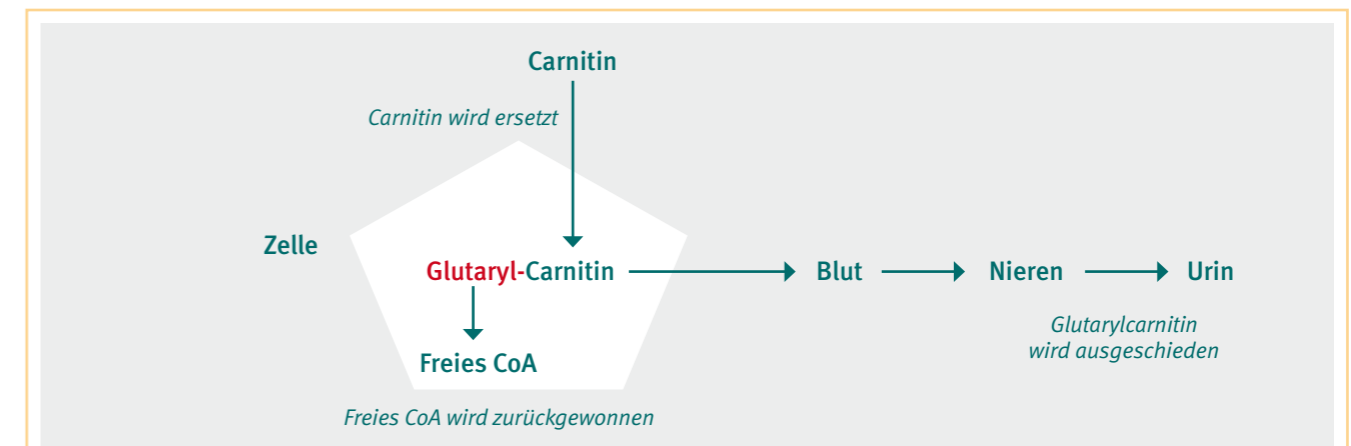 Carnitin
Carnitin wird ersetzt
Zelle
Glutaryl-Carnitin
Blut
Nieren
Urin
Glutarylcarnitin
wird ausgeschieden
Freies CoA
Freies CoA wird zurückgewonnen